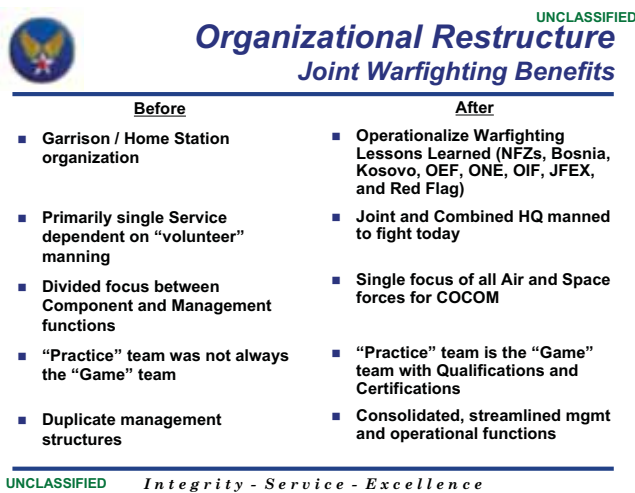 UNCLASSIFIED
Organizational Restructure
Joint Warfighting Benefits
Before
■ Garrison / Home Station
organization
■ Primarily single Service
dependent on “volunteer”
manning
■ Divided focus between
Component and Management
functions
■ “Practice” team was not always
the “Game” team
■ Duplicate management
structures
After
■ Operationalize Warfighting
Lessons Learned (NFZs, Bosnia,
Kosovo, OEF, ONE, OIF, JFEX,
and Red Flag)
■ Joint and Combined HQ manned
to fight today
■ Single focus of all Air and Space
forces for COCOM
■ “Practice” team is the “Game”
team with Qualifications and
Certifications
■ Consolidated, streamlined mgmt
and operational functions
UNCLASSIFIED
Integrity - Service - Excellence